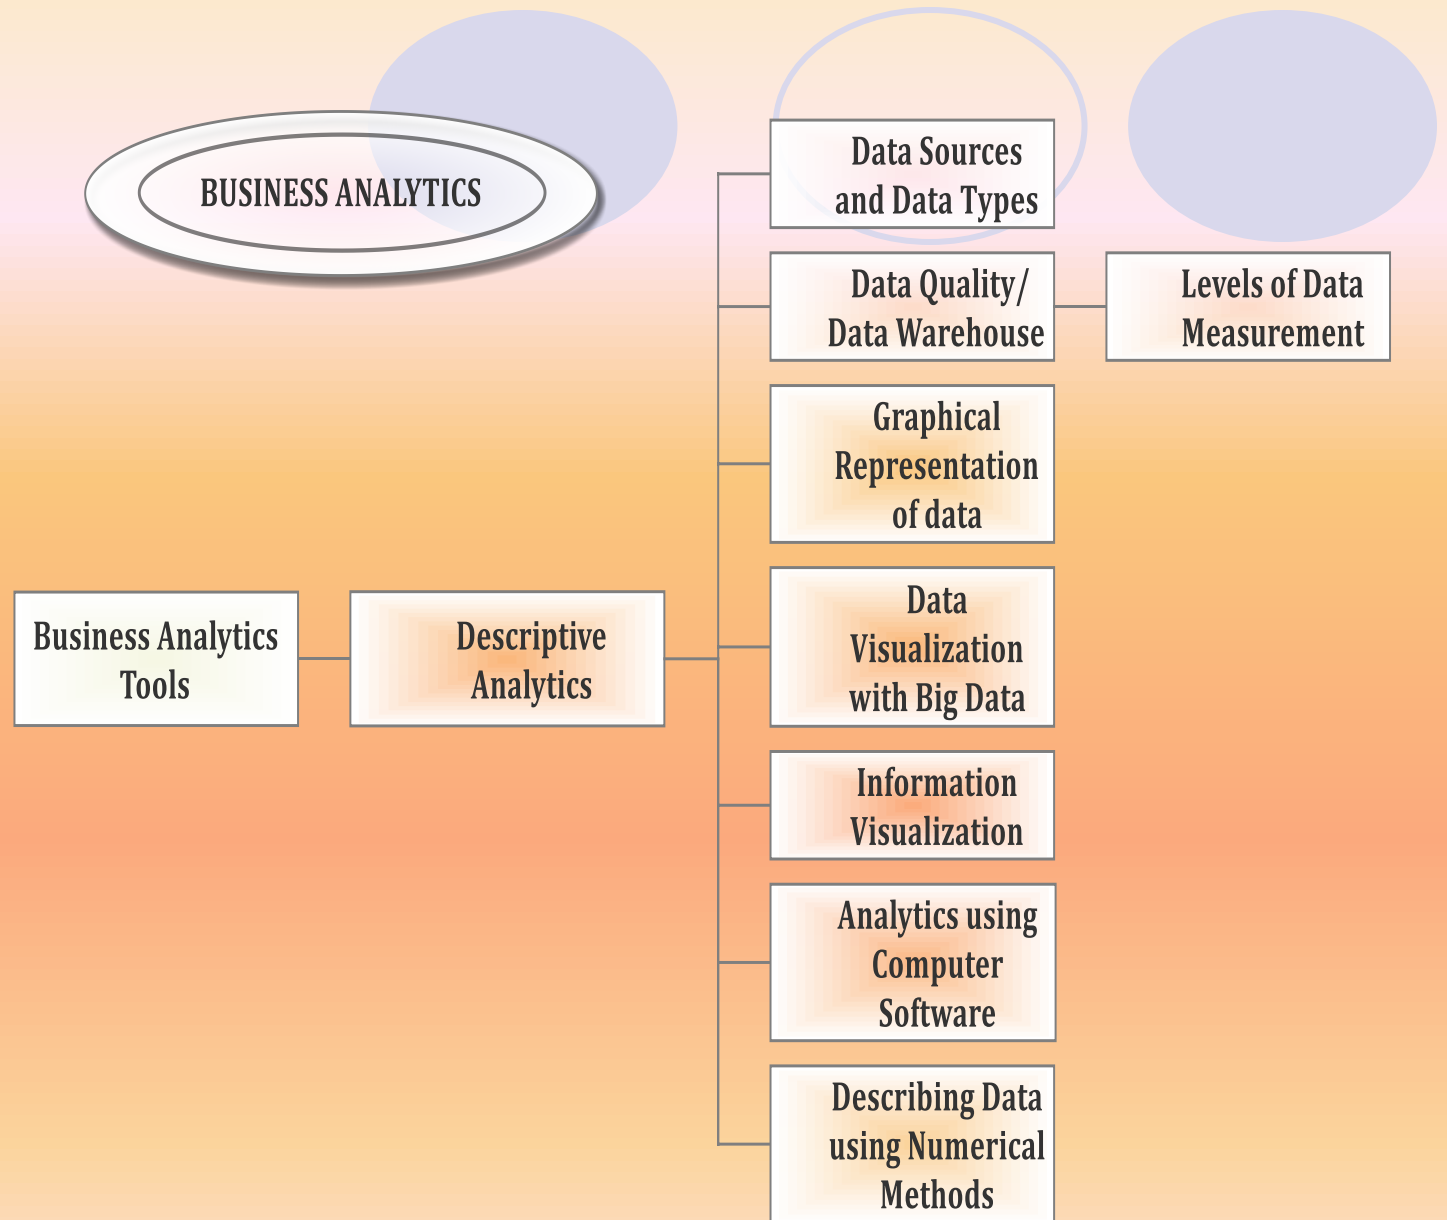 BUSINESS ANALYTICS
Data Sources
and Data Types
Data Quality/
Data Warehouse
Levels of Data
Measurement
Graphical
Representation
of data
Business Analytics
Tools
Descriptive
Analytics
Data
Visualization
with Big Data
Information
Visualization
Analytics using
Computer
Software
Describing Data
using Numerical
Methods